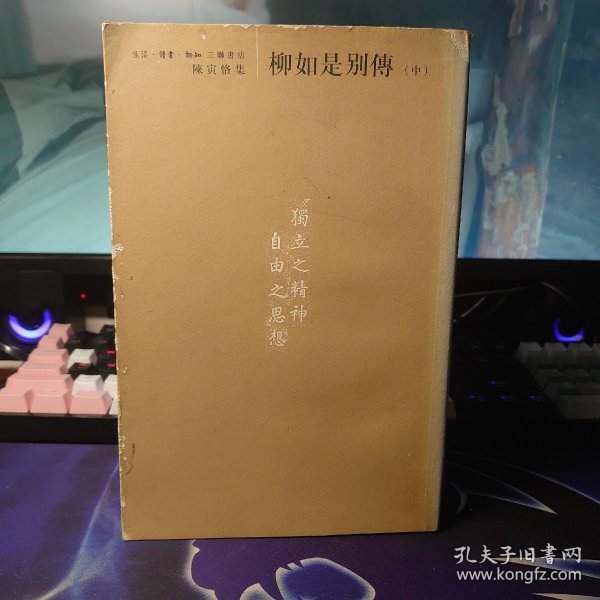 生活·讀書·新知三聯書店
陳寅恪集
柳如是别傳（中）
獨立之精神
自由之思想
孔夫子旧书网
www.kongfz.com